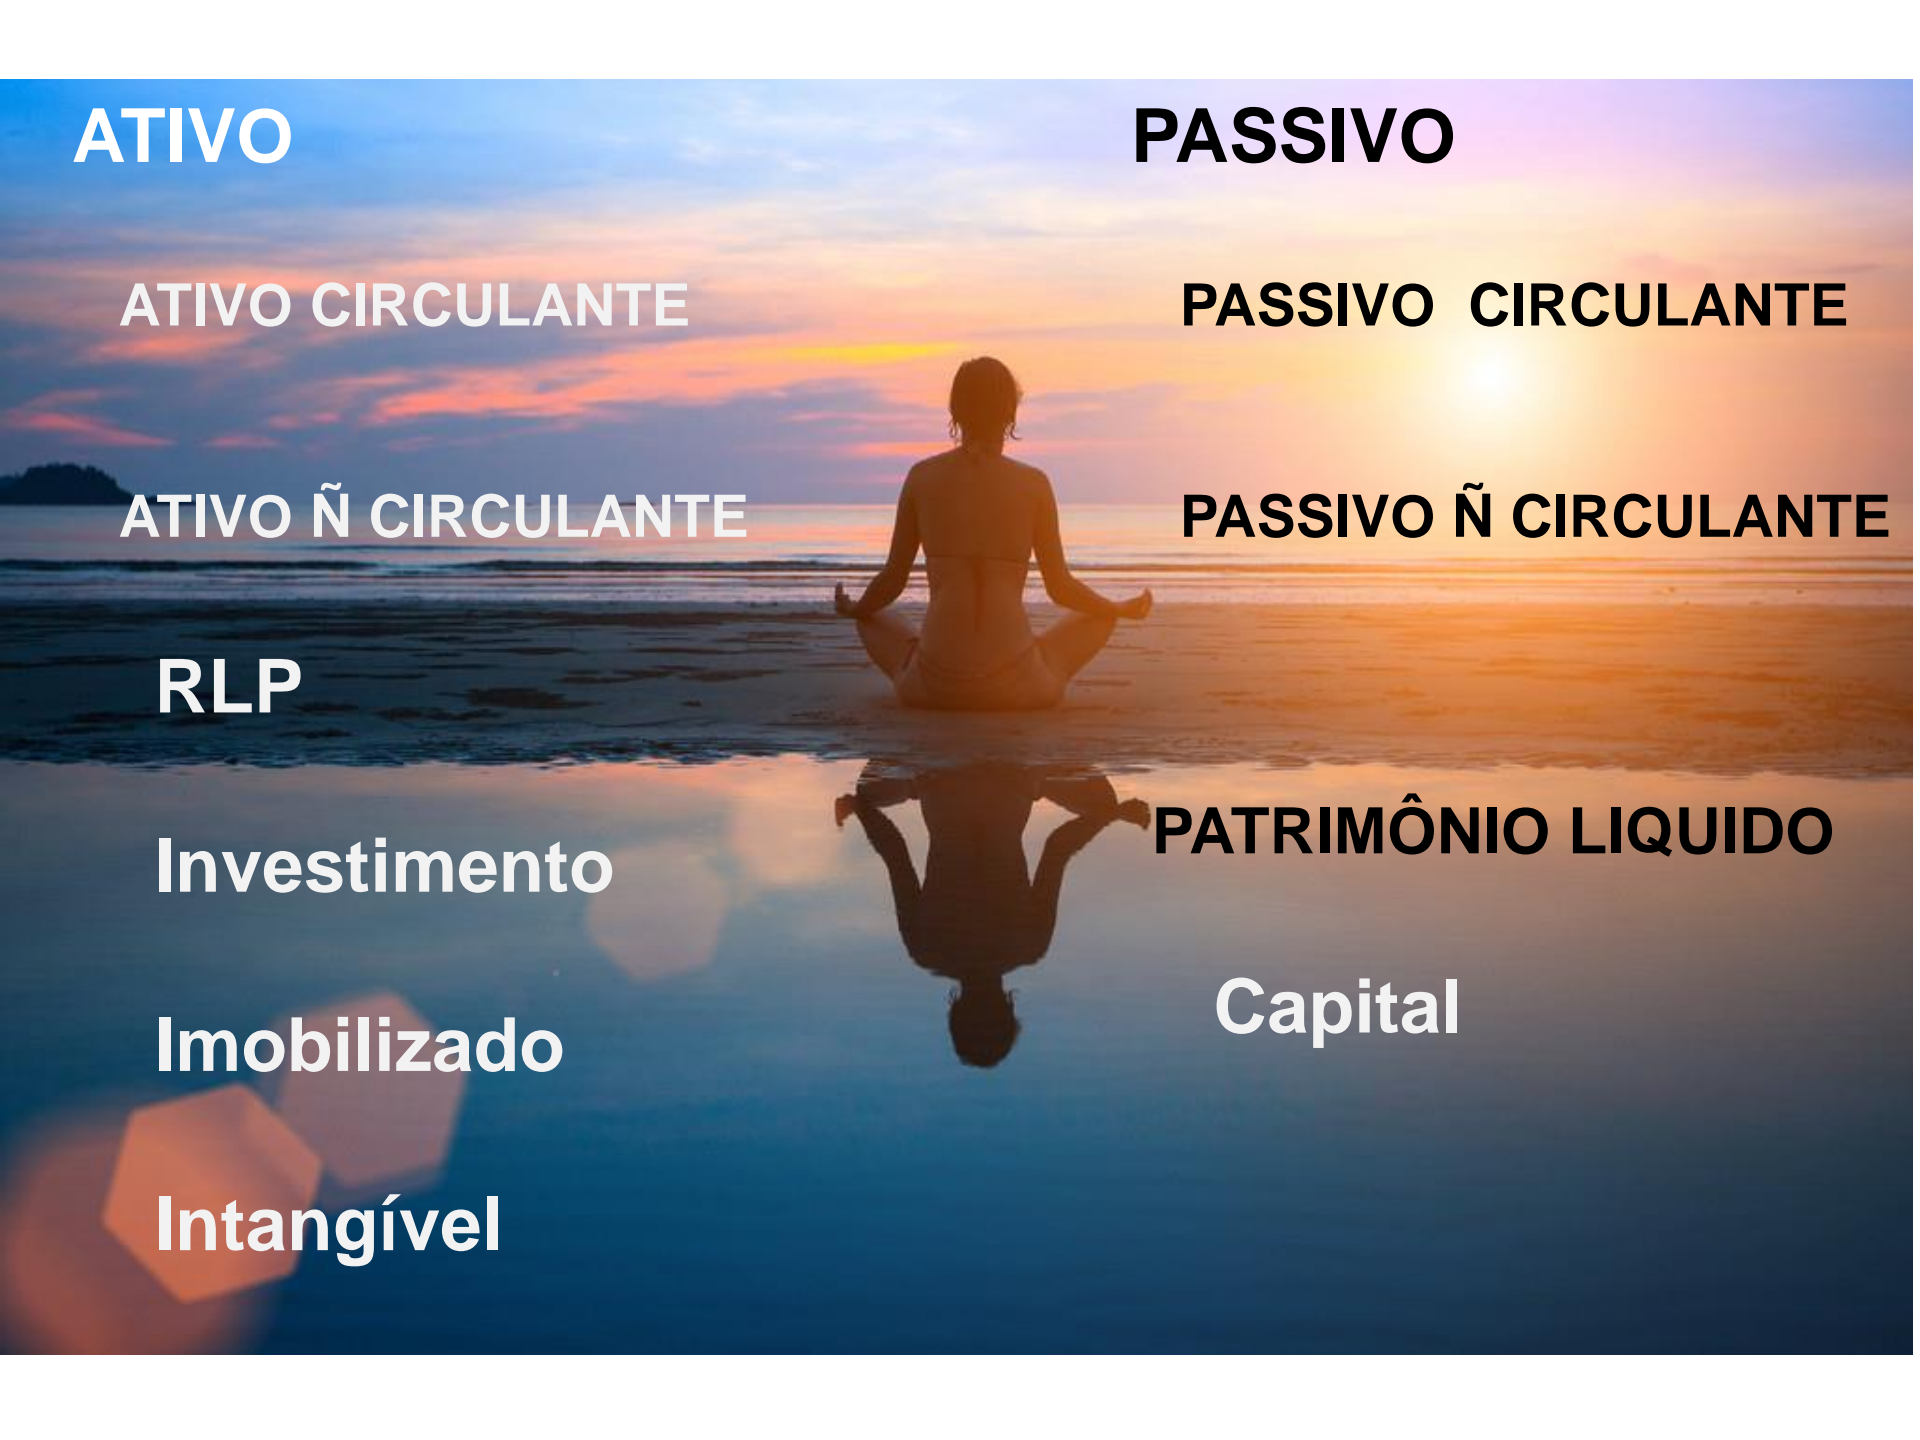 ATIVO
ATIVO CIRCULANTE
ATIVO Ñ CIRCULANTE
RLP
Investimento
Imobilizado
Intangível
PASSIVO
PASSIVO CIRCULANTE
PASSIVO Ñ CIRCULANTE
PATRIMÔNIO LIQUIDO
Capital